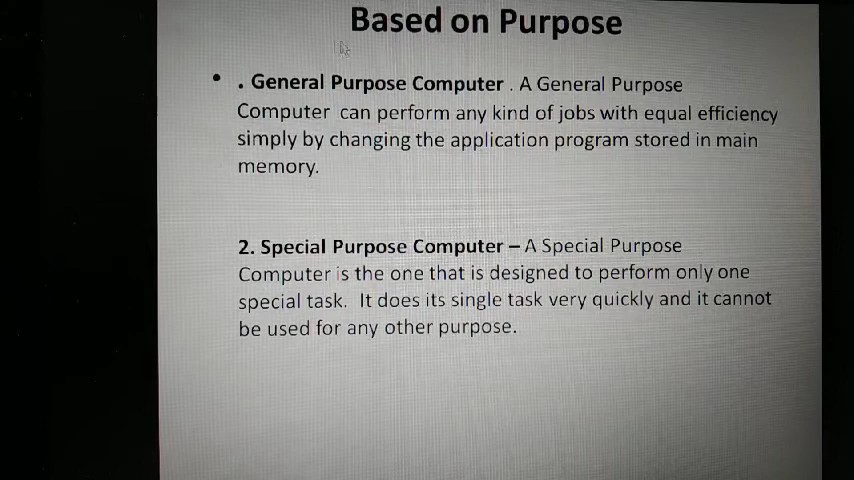 Based on Purpose
• . General Purpose Computer . A General Purpose
Computer can perform any kind of jobs with equal efficiency
simply by changing the application program stored in main
memory.
2. Special Purpose Computer – A Special Purpose
Computer is the one that is designed to perform only one
special task. It does its single task very quickly and it cannot
be used for any other purpose.